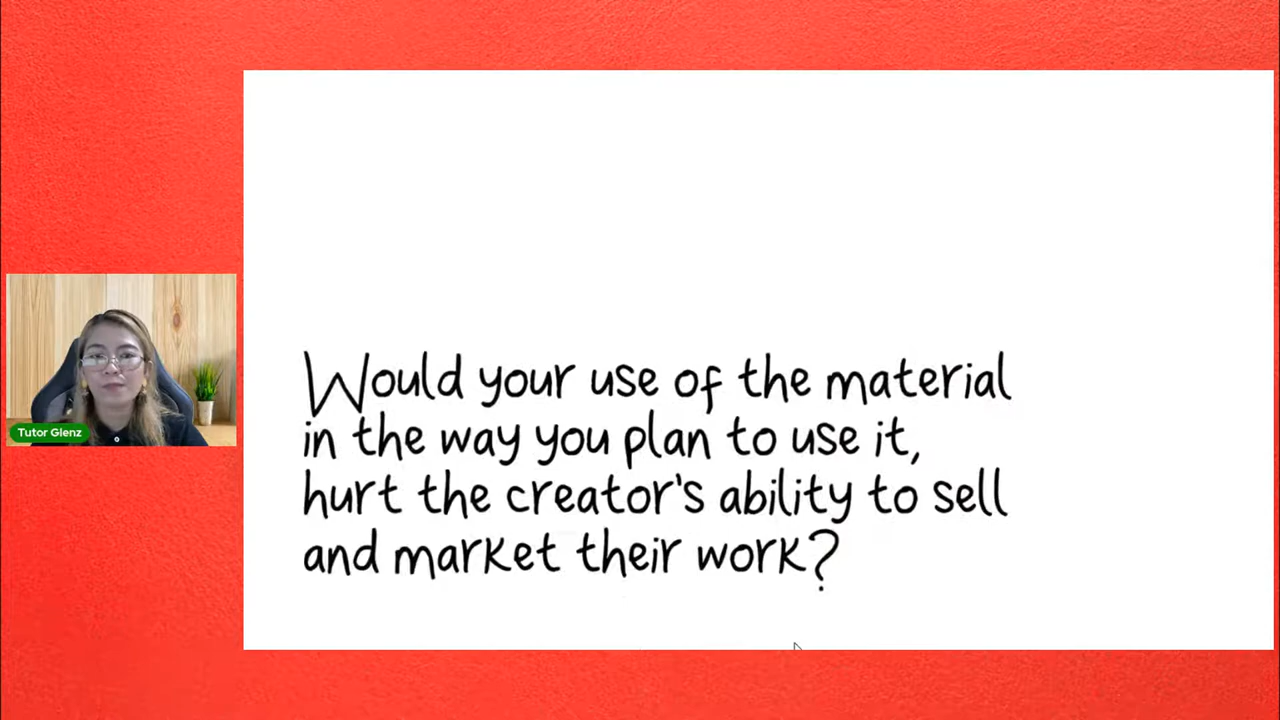 Would your use of the material
in the way you plan to use it,
hurt the creator's ability to sell
and market their work?
Tutor Glenz